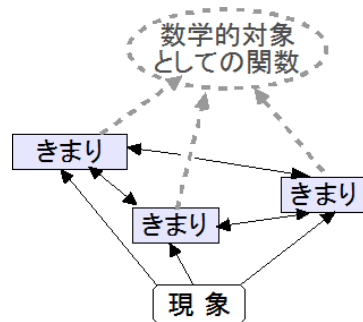 数学的対象
としての関数
きまり
きまり
きまり
現 象